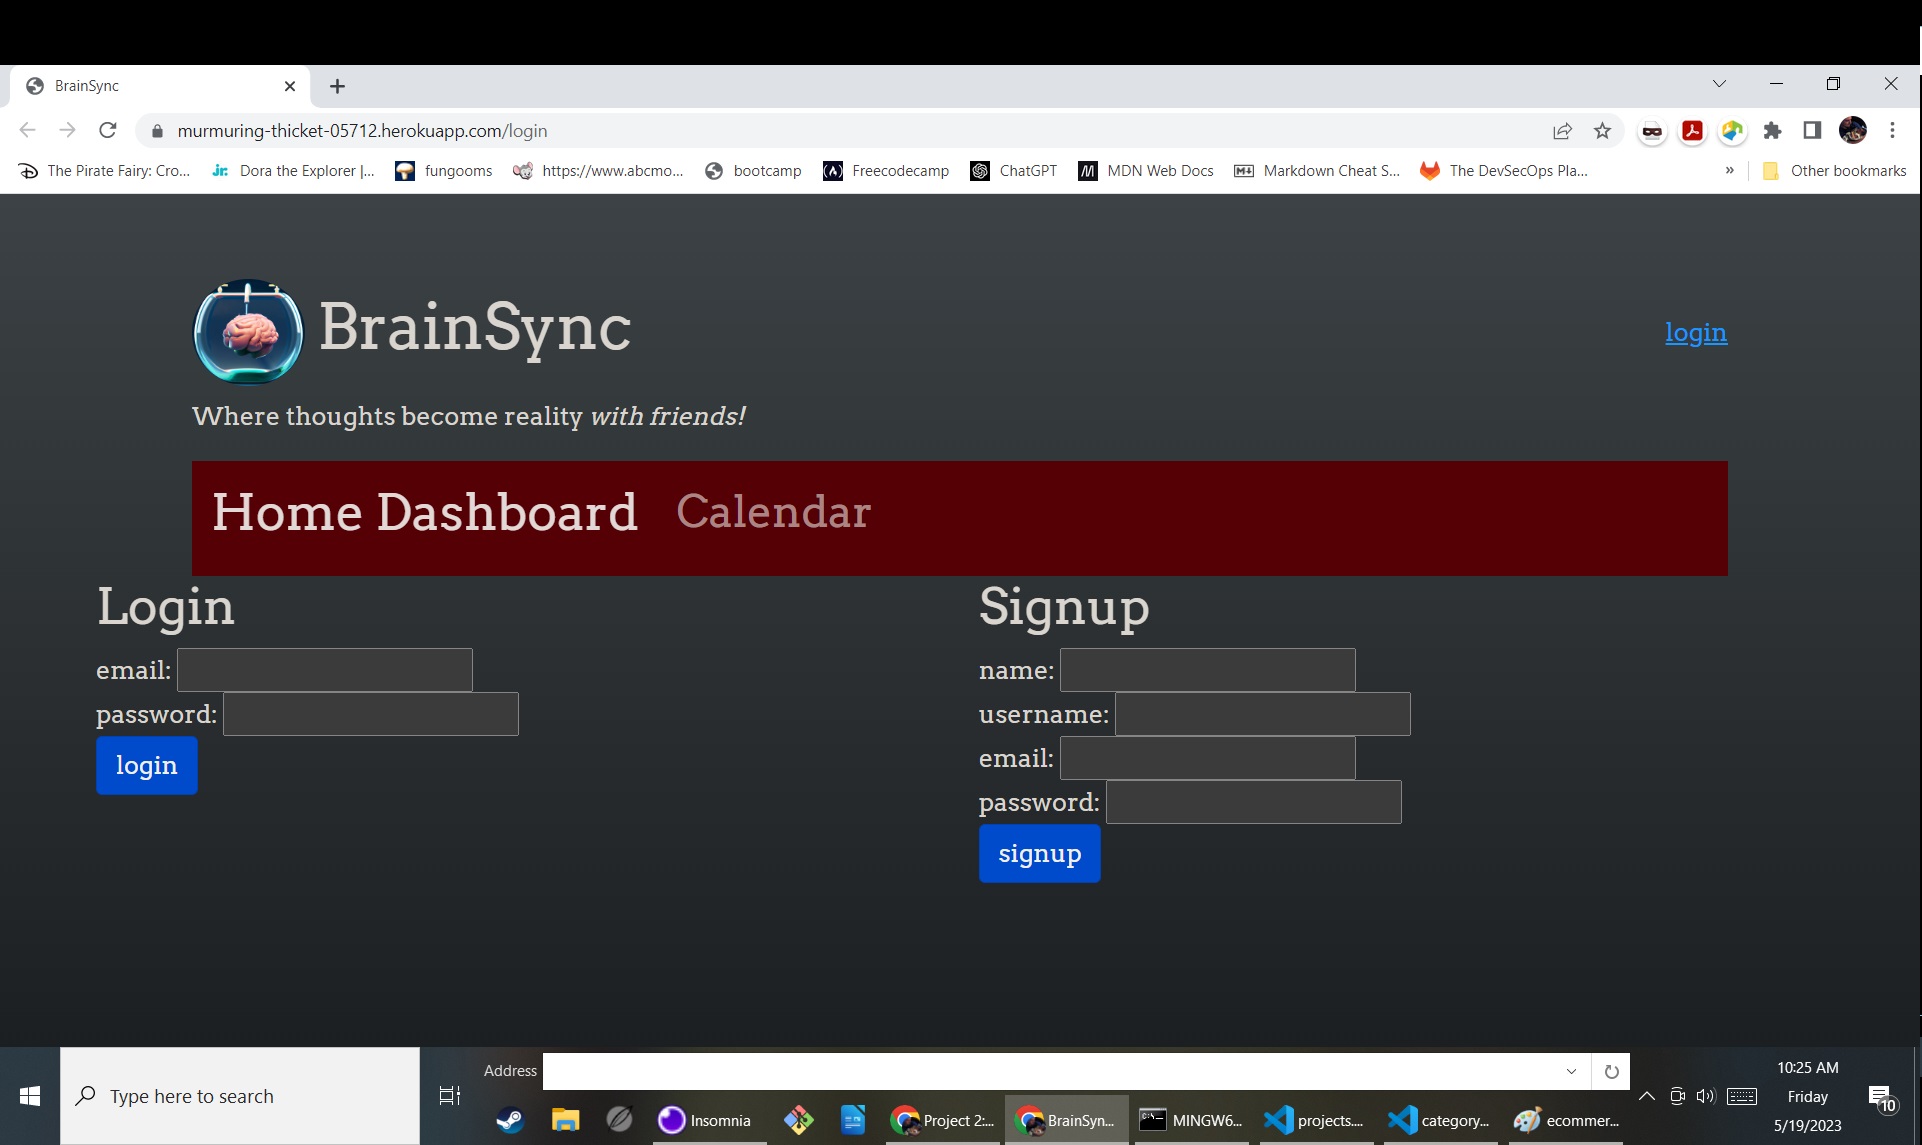 BrainSync
murmuring-thicket-05712.herokuapp.com/login
The Pirate Fairy: Cro... Dora the Explorer |... fungooms https://www.abcmo... bootcamp Freecodecamp ChatGPT MDN Web Docs Markdown Cheat S... The DevSecOps Pla... » Other bookmarks
BrainSync
login
Where thoughts become reality with friends!
Home Dashboard Calendar
Login
email:
password:
login
Signup
name:
username:
email:
password:
signup
Type here to search
Address
Insomnia Project 2:... BrainSyn... MINGW6... projects.... category... ecommer...
10:25 AM
Friday
5/19/2023
10